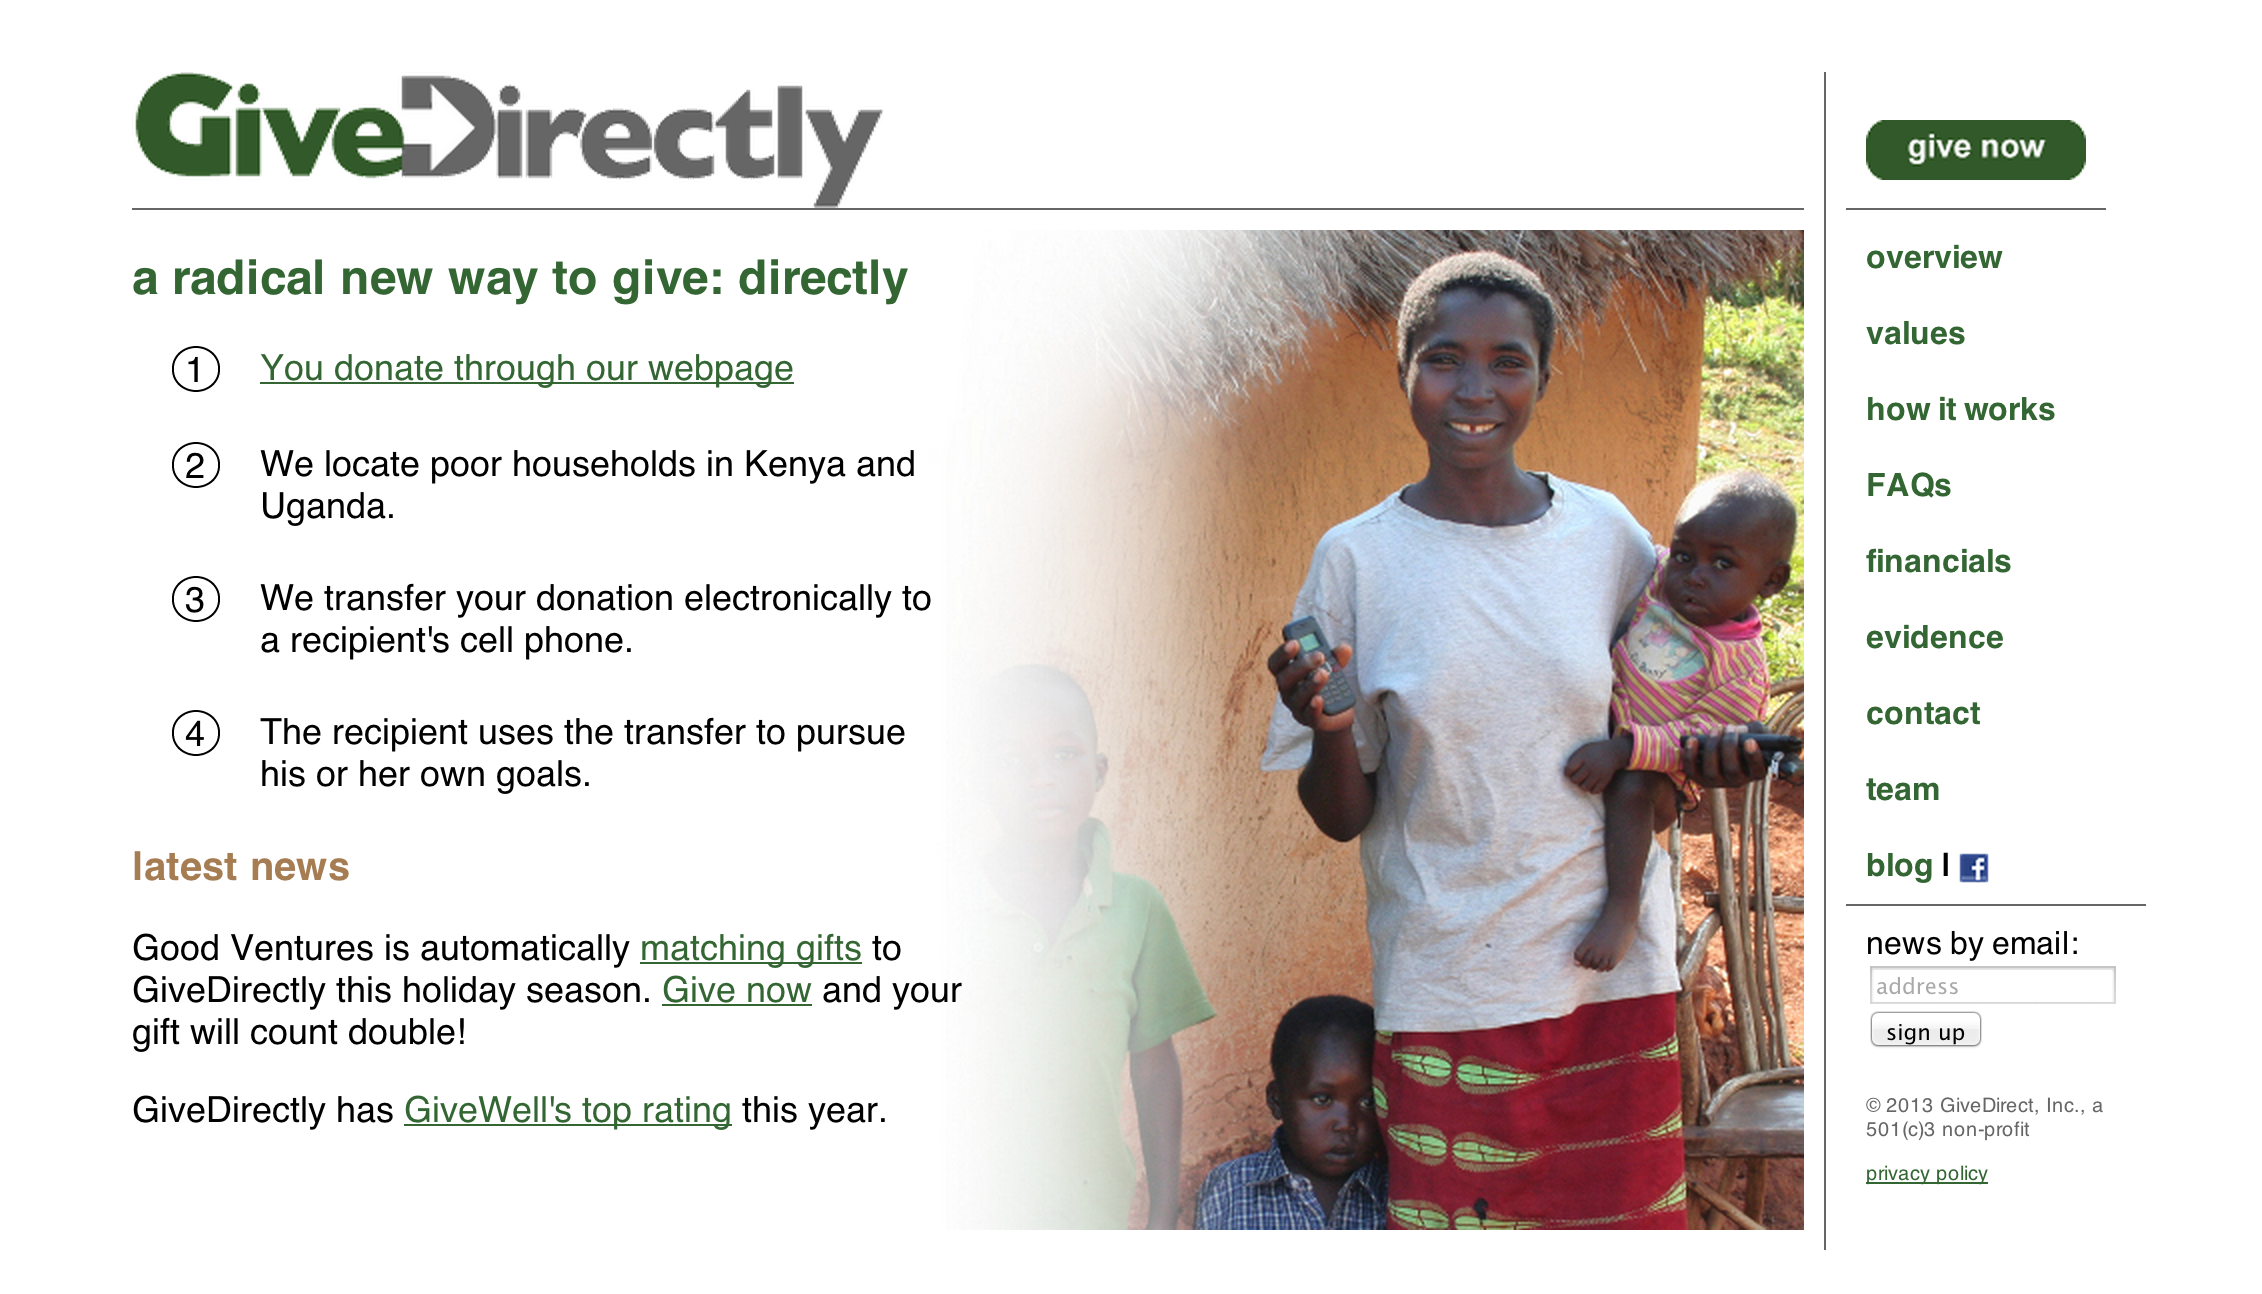 GiveDirectly
give now
a radical new way to give: directly
1 You donate through our webpage
2 We locate poor households in Kenya and
Uganda.
3 We transfer your donation electronically to
a recipient's cell phone.
4 The recipient uses the transfer to pursue
his or her own goals.
latest news
Good Ventures is automatically matching gifts to
GiveDirectly this holiday season. Give now and your
gift will count double!
GiveDirectly has GiveWell's top rating this year.
overview
values
how it works
FAQs
financials
evidence
contact
team
blog | f
news by email:
address
sign up
© 2013 GiveDirect, Inc., a
501(c)3 non-profit
privacy policy